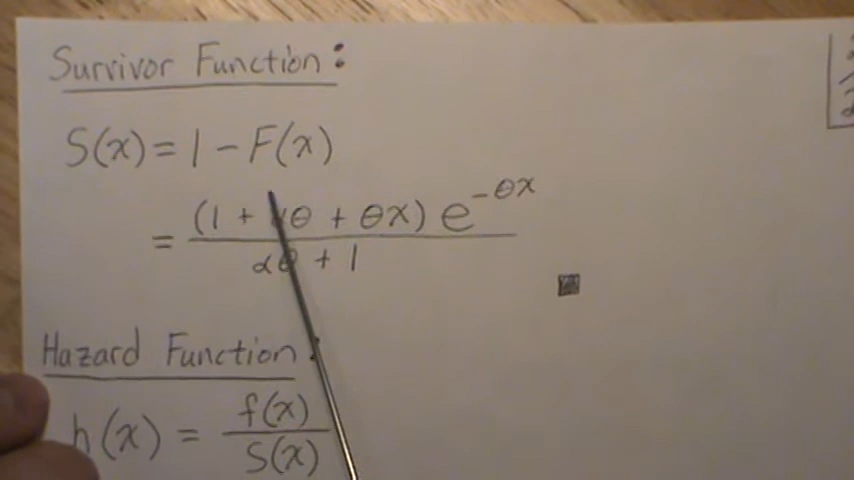 Survivor Function:
S(x) = 1 - F(x)
= (1 + αθ + θx) e^{-θx} / αθ + 1
Hazard Function:
h(x) = f(x) / S(x)